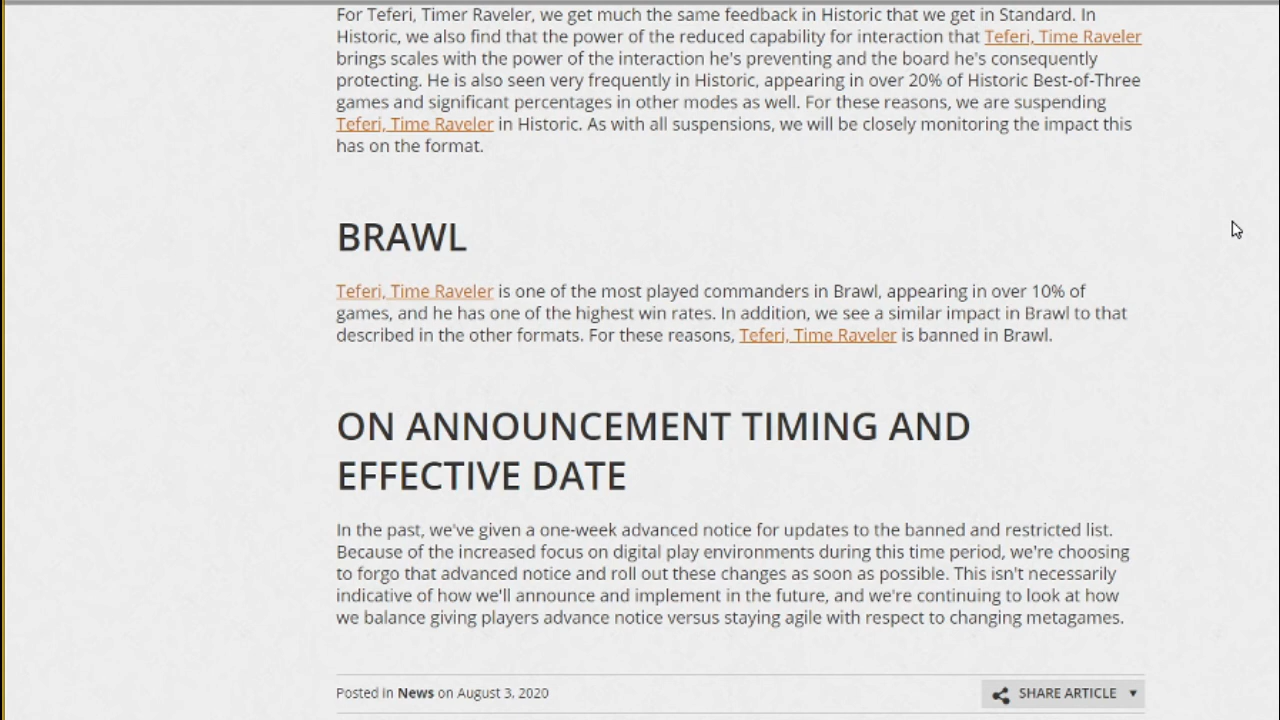 For Teferi, Timer Raveler, we get much the same feedback in Historic that we get in Standard. In
Historic, we also find that the power of the reduced capability for interaction that Teferi, Time Raveler
brings scales with the power of the interaction he's preventing and the board he's consequently
protecting. He is also seen very frequently in Historic, appearing in over 20% of Historic Best-of-Three
games and significant percentages in other modes as well. For these reasons, we are suspending
Teferi, Time Raveler in Historic. As with all suspensions, we will be closely monitoring the impact this
has on the format.
BRAWL
Teferi, Time Raveler is one of the most played commanders in Brawl, appearing in over 10% of
games, and he has one of the highest win rates. In addition, we see a similar impact in Brawl to that
described in the other formats. For these reasons, Teferi, Time Raveler is banned in Brawl.
ON ANNOUNCEMENT TIMING AND
EFFECTIVE DATE
In the past, we've given a one-week advanced notice for updates to the banned and restricted list.
Because of the increased focus on digital play environments during this time period, we're choosing
to forgo that advanced notice and roll out these changes as soon as possible. This isn't necessarily
indicative of how we'll announce and implement in the future, and we're continuing to look at how
we balance giving players advance notice versus staying agile with respect to changing metagames.
Posted in News on August 3, 2020
SHARE ARTICLE